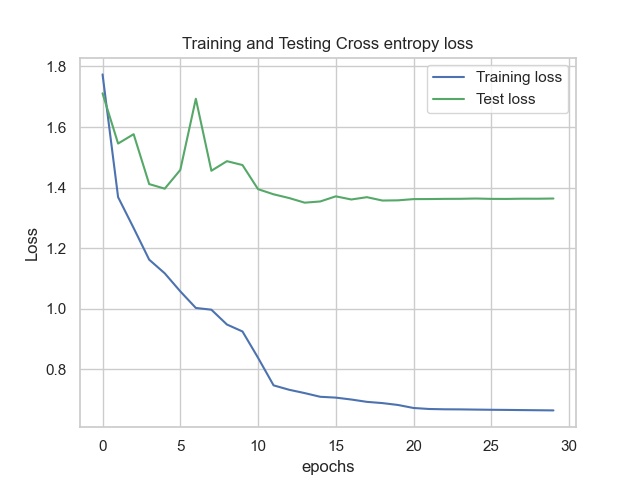 Training and Testing Cross entropy loss
1.8
1.6
1.4
1.2
1.0
0.8
Loss
Training loss
Test loss
0 5 10 15 20 25 30
epochs